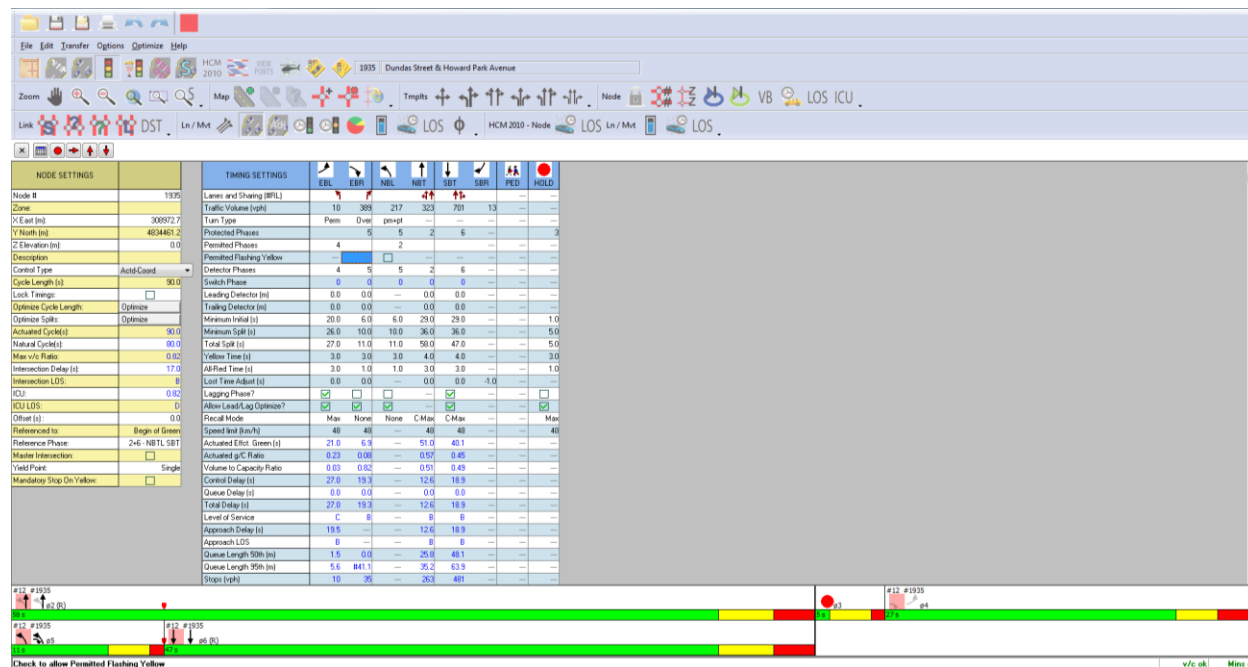 File Edit Transfer Options Optimize Help
HCM 2010 VIEW PORTS 1935 Dundas Street & Howard Park Avenue
Zoom Map Tmplts Node VB LOS ICU
Link DST Ln / Mvt LOS Φ HCM 2010 - Node LOS Ln / Mvt LOS
NODE SETTINGS
Node # 1935
Zone:
X East (m): 308972.7
Y North (m): 4834461.2
Z Elevation (m): 0.0
Description
Control Type Actd-Coord
Cycle Length (s): 90.0
Lock Timings:
Optimize Cycle Length: Optimize
Optimize Splits: Optimize
Actuated Cycle(s): 90.0
Natural Cycle(s): 80.0
Max v/c Ratio: 0.82
Intersection Delay (s): 17.0
Intersection LOS: B
ICU: 0.82
ICU LOS: D
Offset (s) : 0.0
Referenced to: Begin of Green
Reference Phase: 2+6 - NBTL SBT
Master Intersection:
Yield Point: Single
Mandatory Stop On Yellow:
TIMING SETTINGS EBL EBR NBL NBT SBT SBR PED HOLD
Lanes and Sharing (#RL) — —
Traffic Volume (vph) 10 389 217 323 701 13 — —
Turn Type Perm Over pm+pt — — — — —
Protected Phases 5 5 2 6 — 3
Permitted Phases 4 2 — — —
Permitted Flashing Yellow — — — — — —
Detector Phases 4 5 5 2 6 — — —
Switch Phase 0 0 0 0 0 — — —
Leading Detector (m) 0.0 0.0 — 0.0 0.0 — — —
Trailing Detector (m) 0.0 0.0 — 0.0 0.0 — — —
Minimum Initial (s) 20.0 6.0 6.0 29.0 29.0 — — 1.0
Minimum Split (s) 26.0 10.0 10.0 36.0 36.0 — — 5.0
Total Split (s) 27.0 11.0 11.0 58.0 47.0 — — 5.0
Yellow Time (s) 3.0 3.0 3.0 4.0 4.0 — — 3.0
All-Red Time (s) 3.0 1.0 1.0 3.0 3.0 — — 1.0
Lost Time Adjust (s) 0.0 0.0 — 0.0 0.0 -1.0 — —
Lagging Phase? — — —
Allow Lead/Lag Optimize? — — —
Recall Mode Max None None C-Max C-Max — — Max
Speed limit (km/h) 48 48 — 48 48 — — 48
Actuated Effct. Green (s) 21.0 6.9 — 51.0 40.1 — — —
Actuated g/C Ratio 0.23 0.08 — 0.57 0.45 — — —
Volume to Capacity Ratio 0.03 0.82 — 0.51 0.49 — — —
Control Delay (s) 27.0 19.3 — 12.6 18.9 — — —
Queue Delay (s) 0.0 0.0 — 0.0 0.0 — — —
Total Delay (s) 27.0 19.3 — 12.6 18.9 — — —
Level of Service C B — B B — — —
Approach Delay (s) 19.5 — — 12.6 18.9 — — —
Approach LOS B — — B B — — —
Queue Length 50th (m) 1.5 0.0 — 25.8 48.1 — — —
Queue Length 95th (m) 5.6 #41.1 — 35.2 63.9 — — —
Stops (vph) 10 35 — 263 481 — — —
#12 #1935 #12 #1935
ø2 (R) ø3 ø4
58 s 5 s 27 s
#12 #1935 #12 #1935
ø5 ø6 (R)
11 s 47 s
Check to allow Permitted Flashing Yellow v/c ok Mins